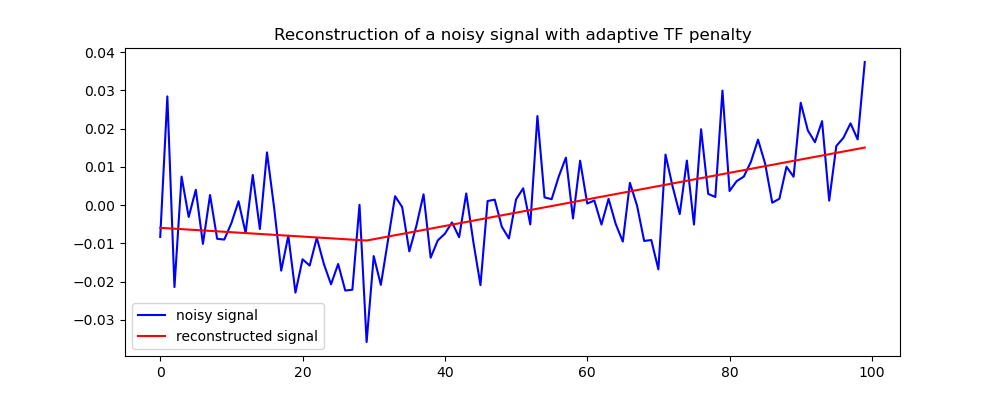 Reconstruction of a noisy signal with adaptive TF penalty
0.04
0.03
0.02
0.01
0.00
−0.01
−0.02
−0.03
noisy signal
reconstructed signal
0 20 40 60 80 100